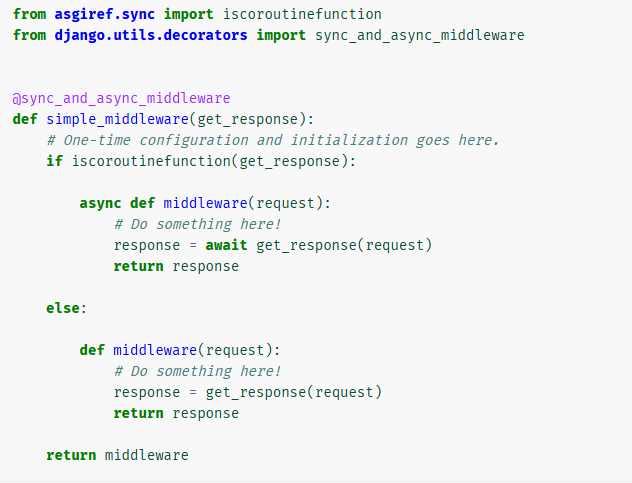 from asgiref.sync import iscoroutinefunction
from django.utils.decorators import sync_and_async_middleware
@sync_and_async_middleware
def simple_middleware(get_response):
    # One-time configuration and initialization goes here.
    if iscoroutinefunction(get_response):
        async def middleware(request):
            # Do something here!
            response = await get_response(request)
            return response
    else:
        def middleware(request):
            # Do something here!
            response = get_response(request)
            return response
    return middleware